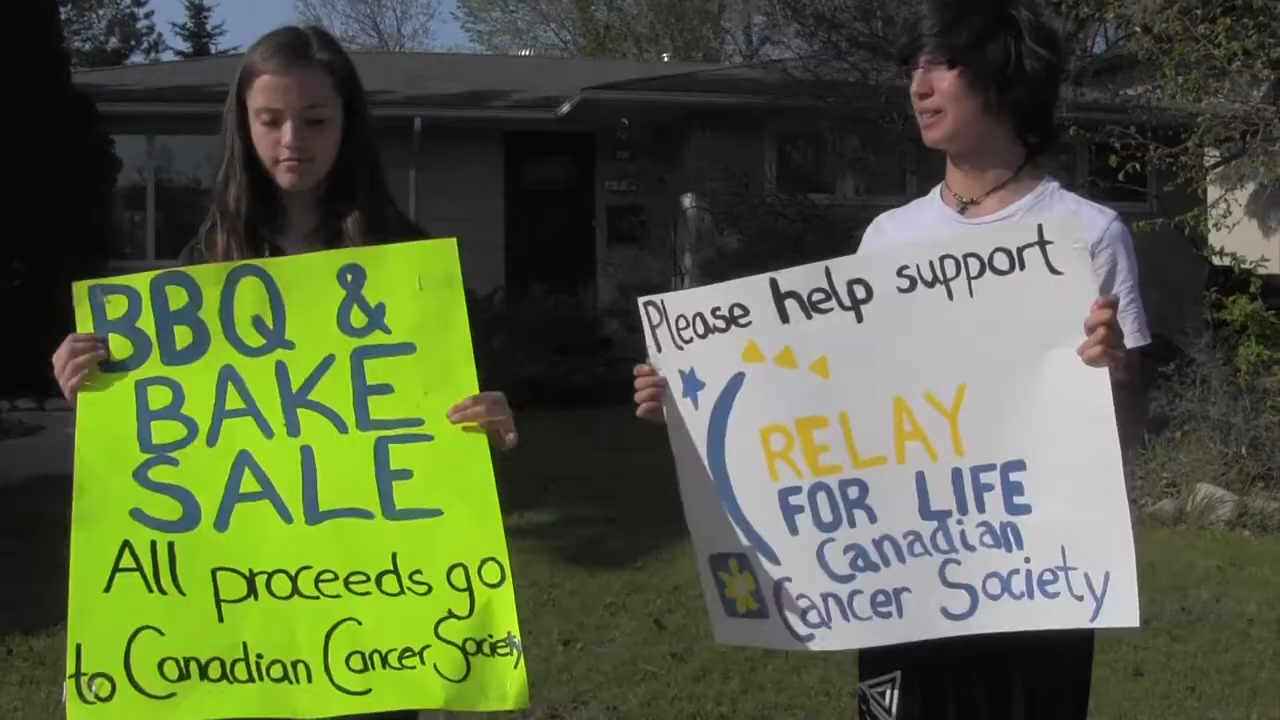 BBQ &
BAKE
SALE
All proceeds go
to Canadian Cancer Society
Please help support
RELAY
FOR LIFE
Canadian
Cancer Society